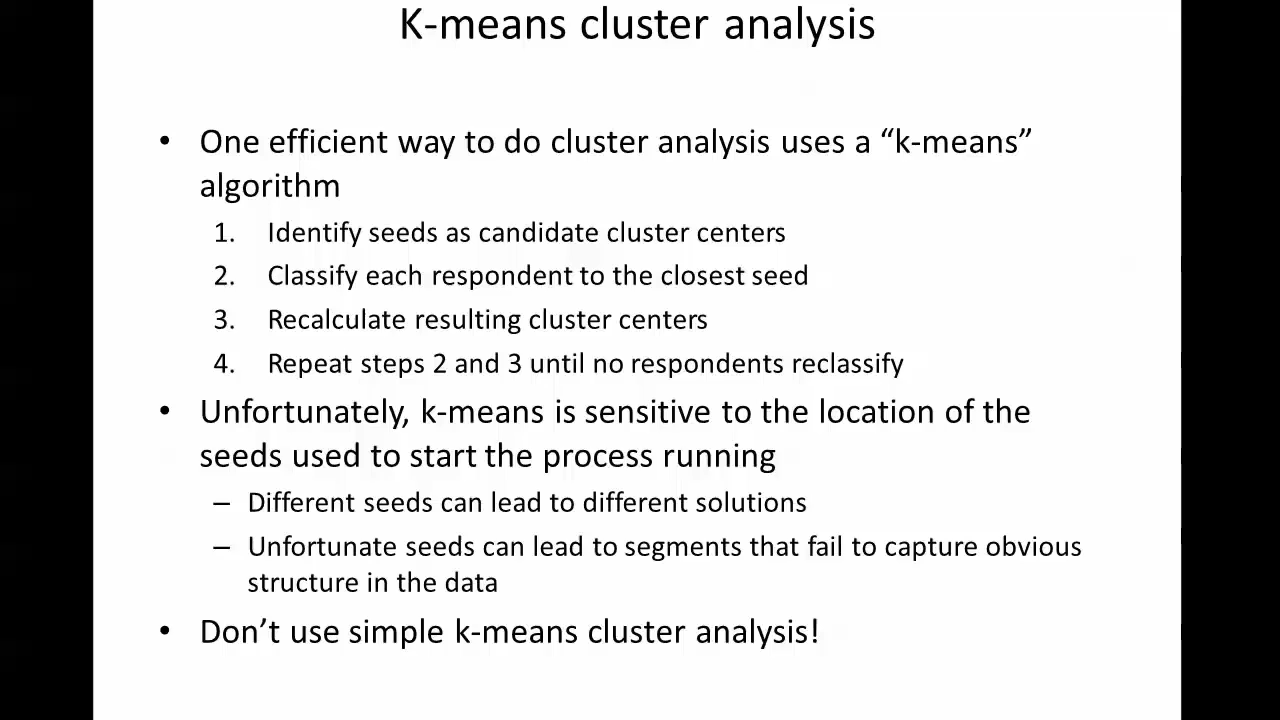 K-means cluster analysis
• One efficient way to do cluster analysis uses a “k-means”
algorithm
1. Identify seeds as candidate cluster centers
2. Classify each respondent to the closest seed
3. Recalculate resulting cluster centers
4. Repeat steps 2 and 3 until no respondents reclassify
• Unfortunately, k-means is sensitive to the location of the
seeds used to start the process running
– Different seeds can lead to different solutions
– Unfortunate seeds can lead to segments that fail to capture obvious
structure in the data
• Don’t use simple k-means cluster analysis!